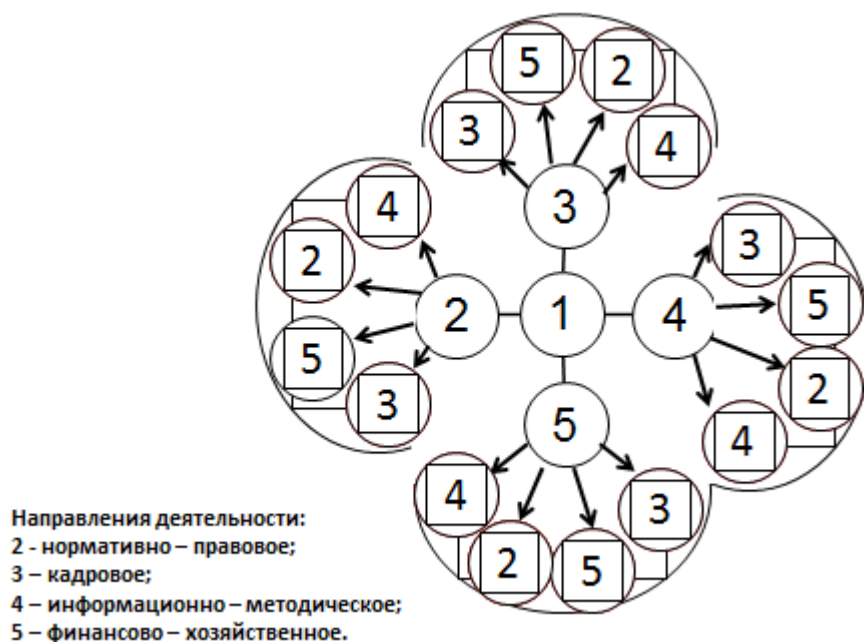 5 2
3 4
3
4 3
2 5
2 1 4
5 2
3 4
5
4 3
2 5
Направления деятельности:
2 - нормативно – правовое;
3 – кадровое;
4 – информационно – методическое;
5 – финансово – хозяйственное.